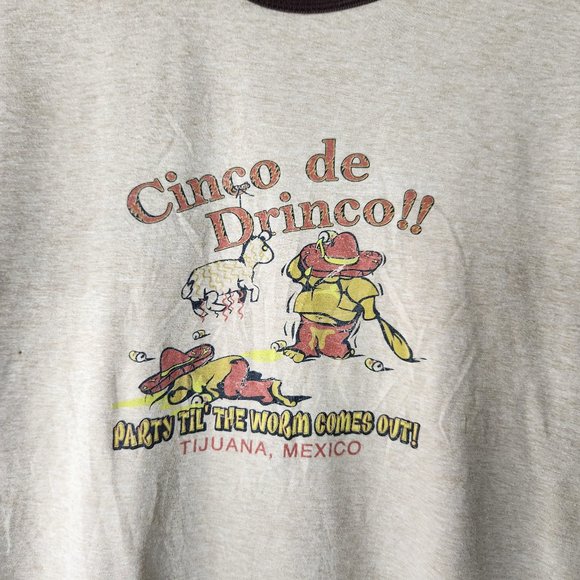 Cinco de
Drinco!!
PARTY TIL' THE WORM COMES OUT!
TIJUANA, MEXICO